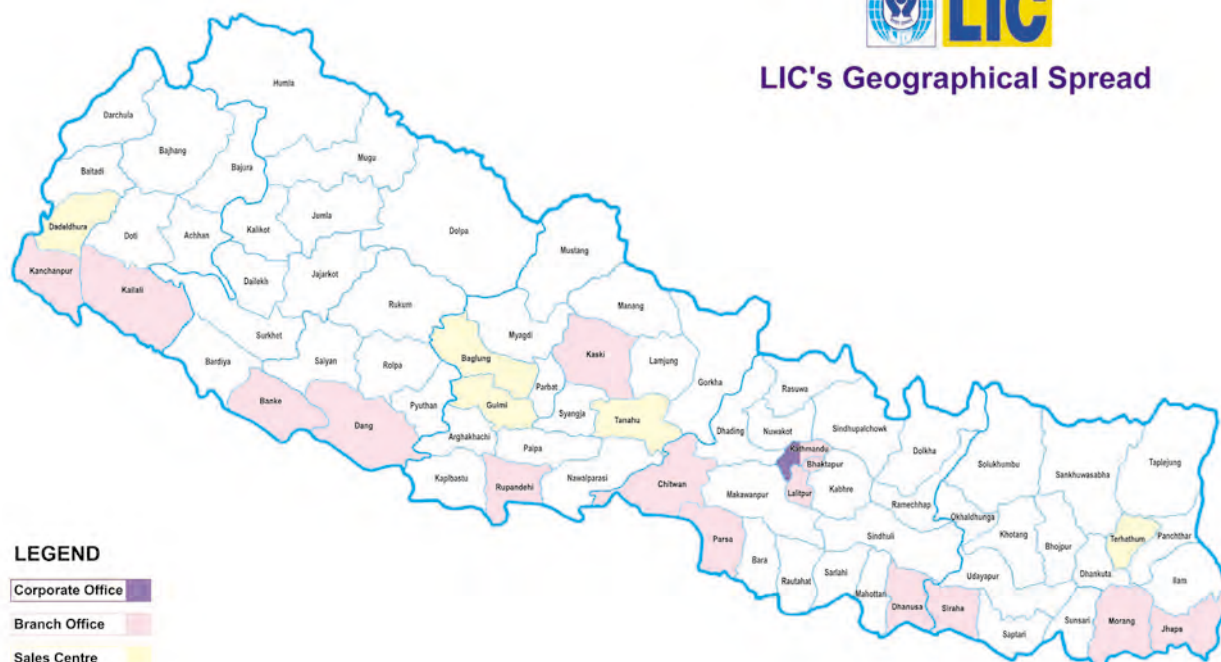 LIC
LIC's Geographical Spread
Humla
Darchula
Bajhang
Mugu
Bajura
Baitadi
Jumla
Dadeldhura
Kalikot
Dolpa
Doti
Achhan
Mustang
Kanchanpur
Jajarkot
Dailekh
Kailali
Manang
Rukum
Surkhet
Myagdi
Kaski
Baglung
Lamjung
Bardiya
Salyan
Rolpa
Parbat
Gorkha
Rasuwa
Banke
Pyuthan
Gulmi
Syangja
Tanahu
Dang
Dhading
Nuwakot
Sindhupalchowk
Arghakhachi
Palpa
Kathmandu
Dolkha
Bhaktapur
Solukhumbu
Taplejung
Sankhuwasabha
Kaplbastu
Rupandehi
Nawalparasi
Chitwan
Makawanpur
Lalitpur
Kabhre
Ramechhap
Okhaldhunga
Khotang
Sindhuli
Bhojpur
Terhathum
Panchthar
Parsa
Bara
Rautahat
Sarlahi
Mahottari
Udayapur
Dhankuta
Ilam
Dhanusa
Siraha
Saptari
Sunsari
Morang
Jhapa
LEGEND
Corporate Office
Branch Office
Sales Centre